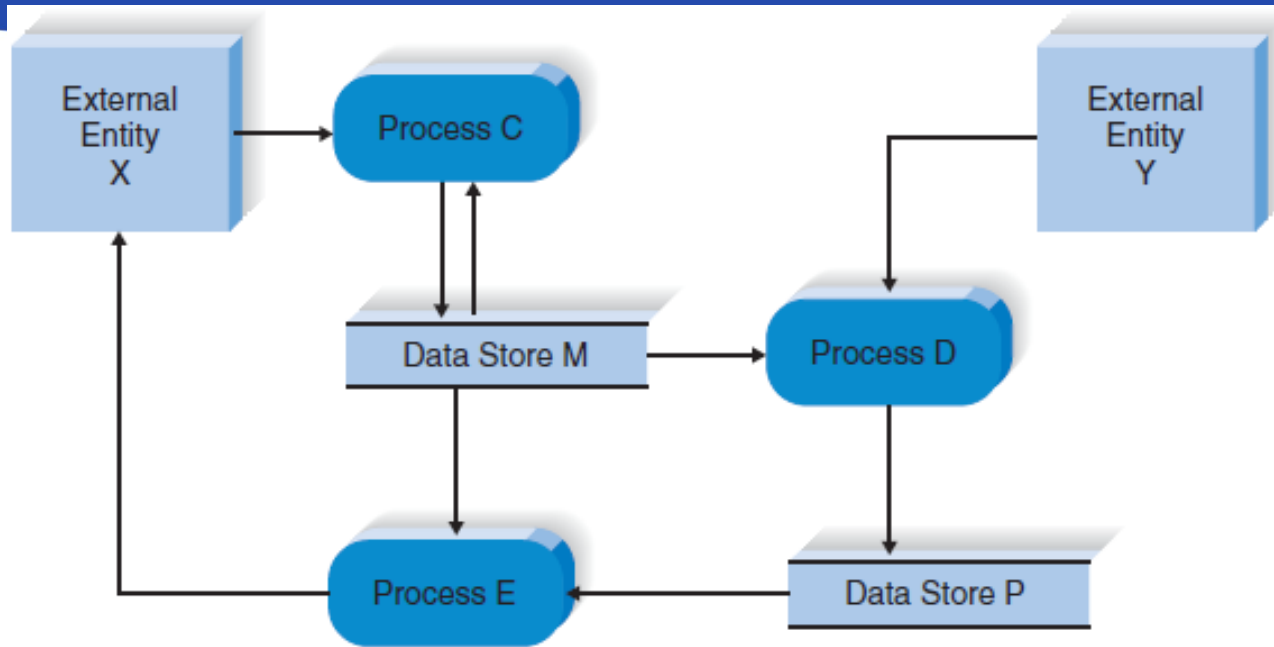 External
Entity
X
Process C
External
Entity
Y
Data Store M
Process D
Process E
Data Store P